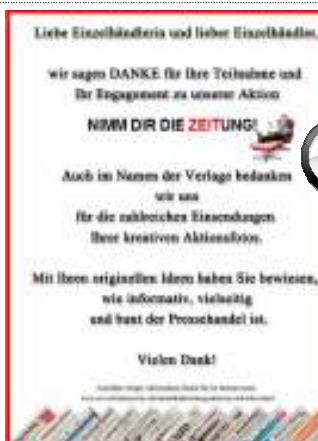 Liebe Einzelhändlerin und lieber Einzelhändler,
wir sagen DANKE für Ihre Teilnahme und
Ihr Engagement zu unserer Aktion
NIMM DIR DIE ZEITUNG!
Auch im Namen der Verlage bedanken
wir uns
für die zahlreichen Einsendungen
Ihrer kreativen Aktionsfotos.
Mit Ihren originellen Ideen haben Sie bewiesen,
wie informativ, vielseitig
und bunt der Pressehandel ist.
Vielen Dank!